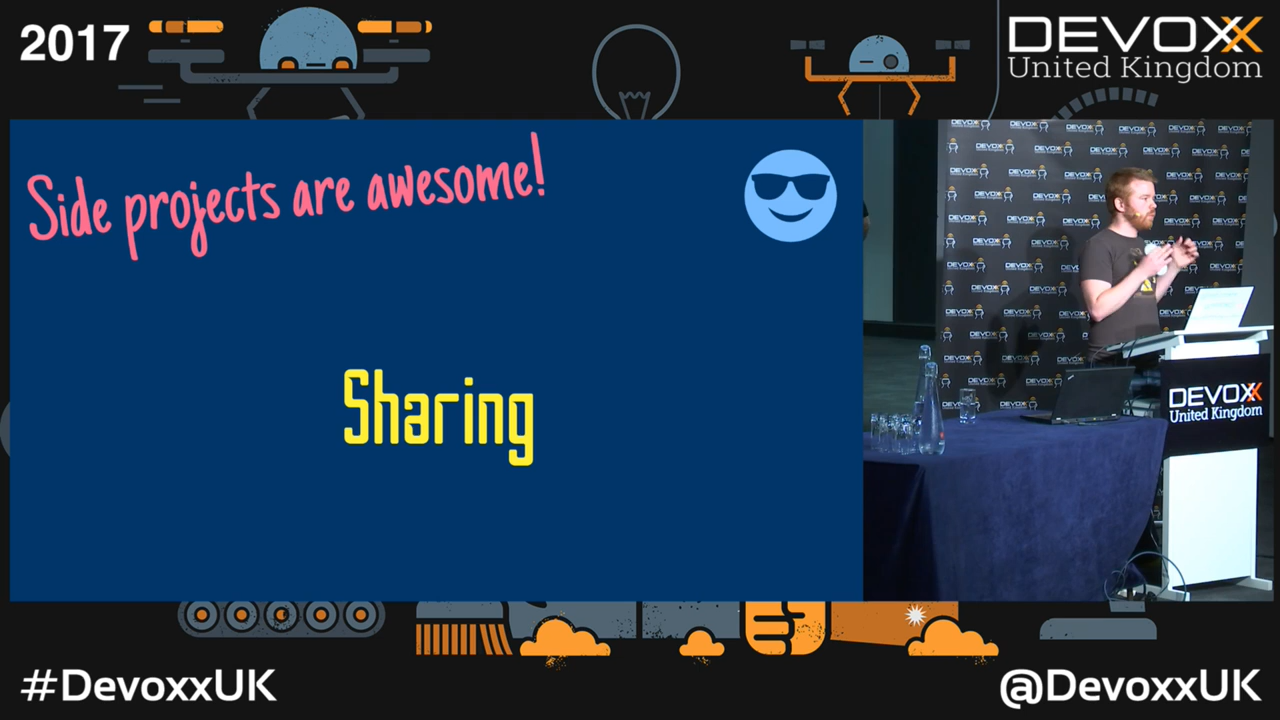 2017
DEVOXX
United Kingdom
Side projects are awesome!
Sharing
DEVOXX
United Kingdom
#DevoxxUK
@DevoxxUK